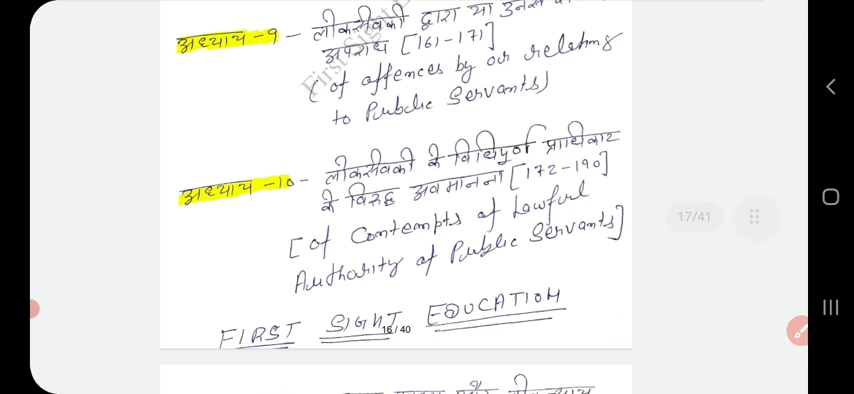 अध्याय-9 - लोकसेवकों द्वारा या उनसे
अपराध [161-171]
(of offences by or relating
to Public Servants)
अध्याय-10 - लोकसेवकों के विधिपूर्ण प्राधिकार
के विरुद्ध अवमानना [172-190]
[of Contempts of Lawful
Authority of Public Servants]
FIRST SIGHT EDUCATION
16/40
17/41
First Sight